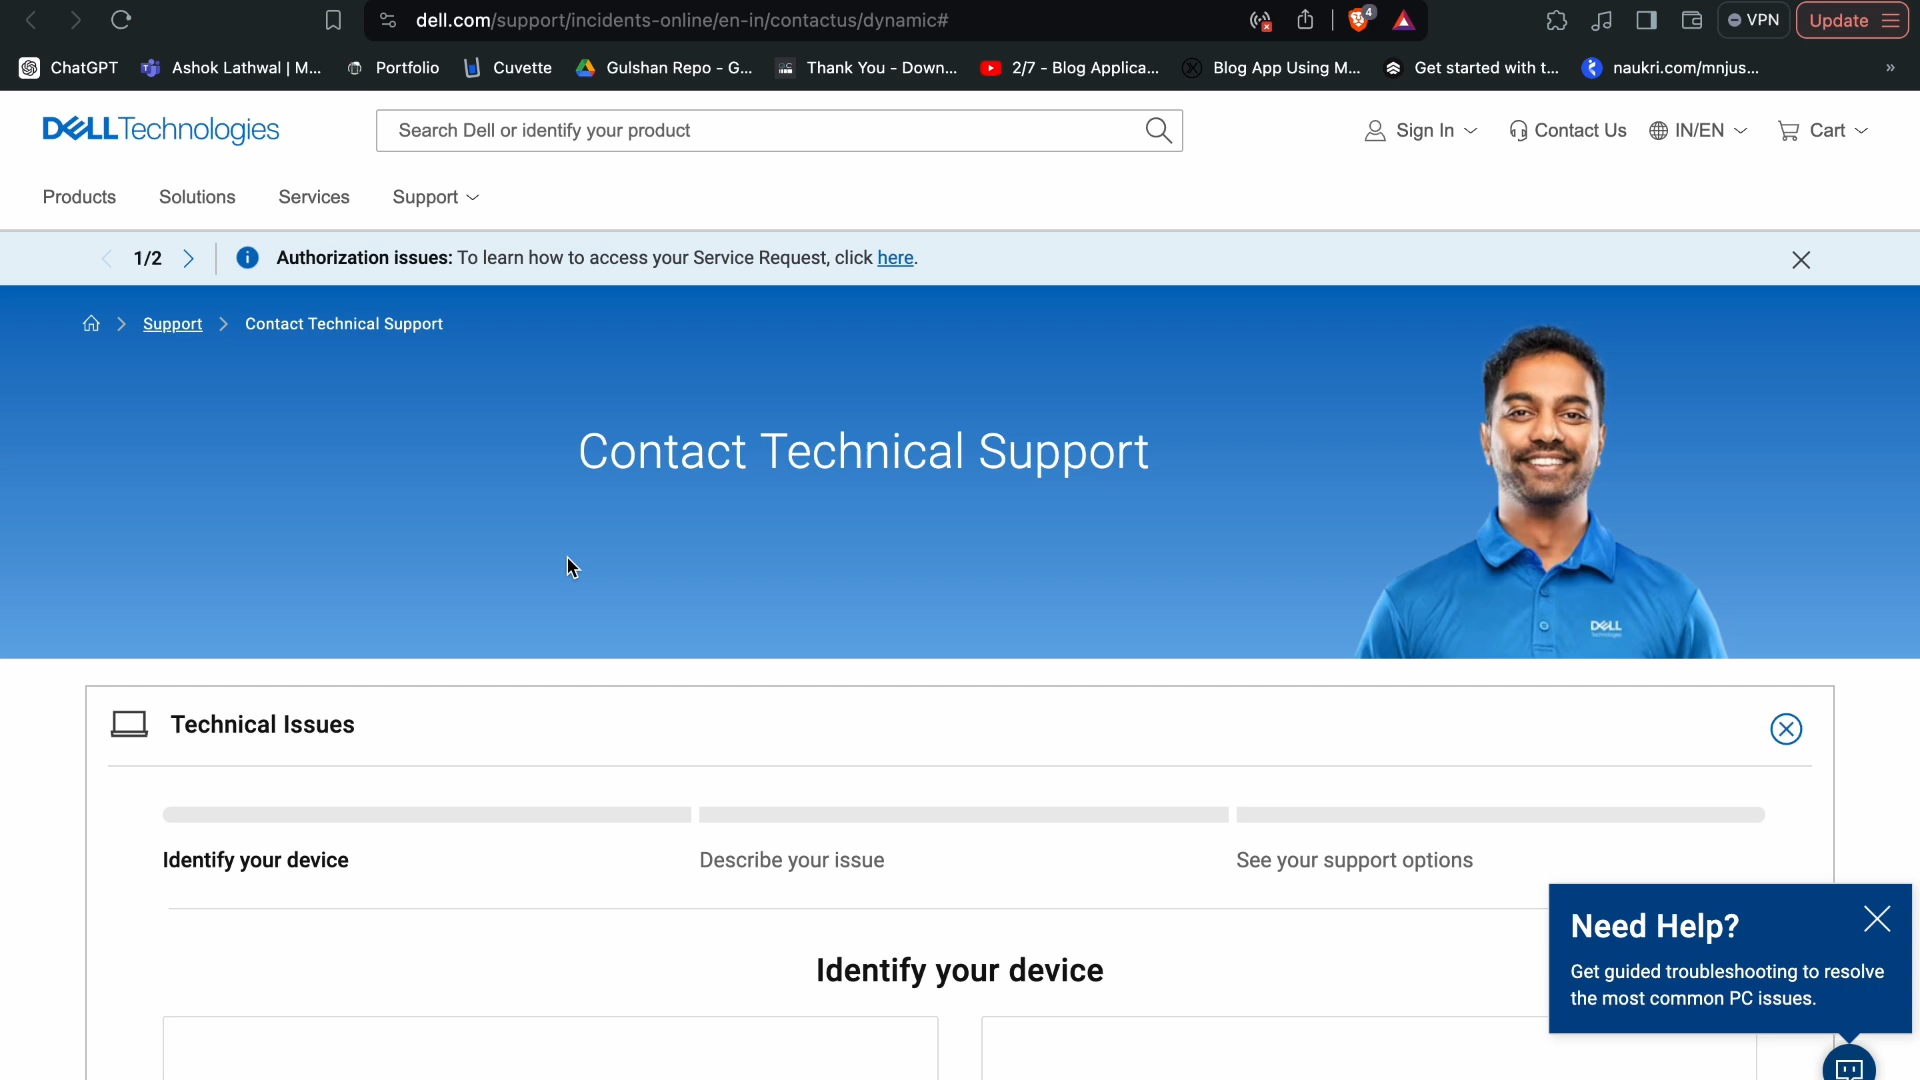 dell.com/support/incidents-online/en-in/contactus/dynamic#
4
VPN
Update
ChatGPT
Ashok Lathwal | M...
Portfolio
Cuvette
Gulshan Repo - G...
Thank You - Down...
2/7 - Blog Applica...
Blog App Using M...
Get started with t...
naukri.com/mnjus...
»
DELLTechnologies
Search Dell or identify your product
Sign In
Contact Us
IN/EN
Cart
Products
Solutions
Services
Support
1/2
Authorization issues: To learn how to access your Service Request, click here.
Support
Contact Technical Support
Contact Technical Support
DELL
Technologies
Technical Issues
Identify your device
Describe your issue
See your support options
Identify your device
Need Help?
Get guided troubleshooting to resolve
the most common PC issues.